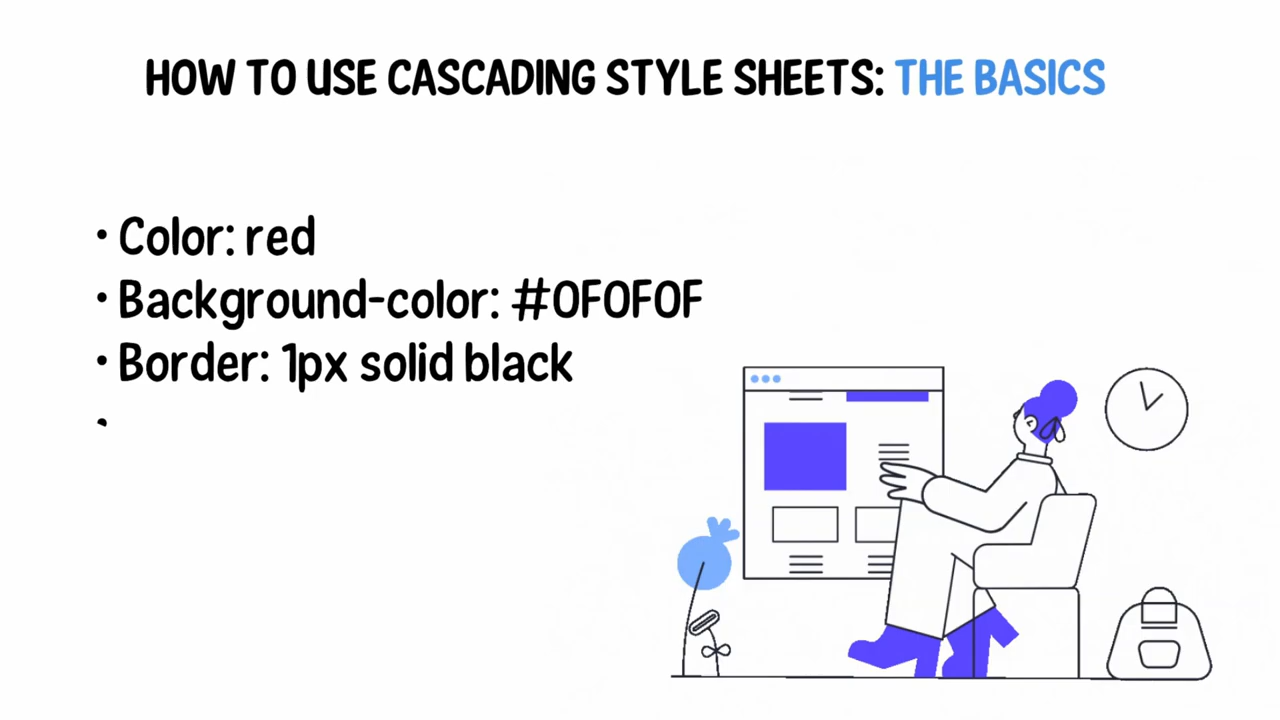 HOW TO USE CASCADING STYLE SHEETS: THE BASICS
• Color: red
• Background-color: #0F0F0F
• Border: 1px solid black
•